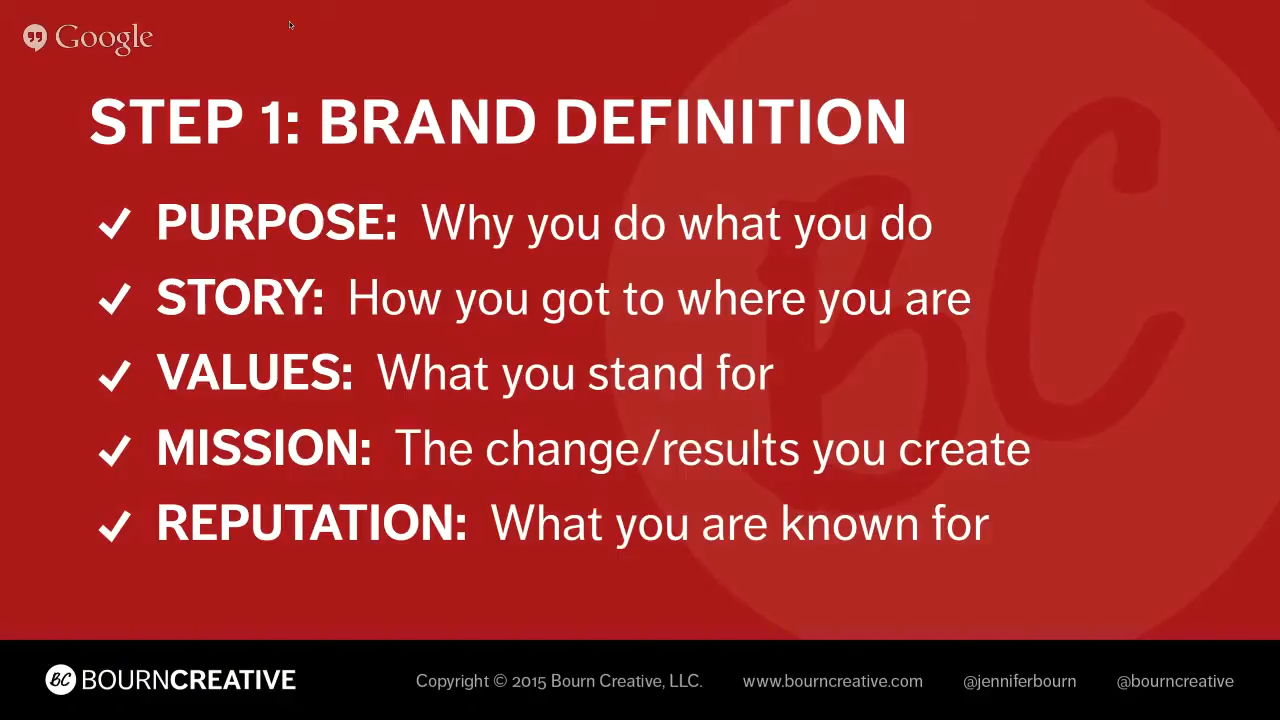 Google
STEP 1: BRAND DEFINITION
✓ PURPOSE: Why you do what you do
✓ STORY: How you got to where you are
✓ VALUES: What you stand for
✓ MISSION: The change/results you create
✓ REPUTATION: What you are known for
BC
BC BOURNCREATIVE Copyright © 2015 Bourn Creative, LLC. www.bourncreative.com @jenniferbourn @bourncreative